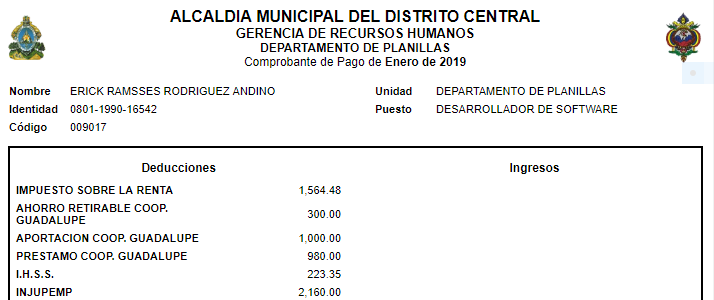 ALCALDIA MUNICIPAL DEL DISTRITO CENTRAL
GERENCIA DE RECURSOS HUMANOS
DEPARTAMENTO DE PLANILLAS
Comprobante de Pago de Enero de 2019
Nombre ERICK RAMSSES RODRIGUEZ ANDINO Unidad DEPARTAMENTO DE PLANILLAS
Identidad 0801-1990-16542 Puesto DESARROLLADOR DE SOFTWARE
Código 009017
Deducciones Ingresos
IMPUESTO SOBRE LA RENTA 1,564.48
AHORRO RETIRABLE COOP.
GUADALUPE 300.00
APORTACION COOP. GUADALUPE 1,000.00
PRESTAMO COOP. GUADALUPE 980.00
I.H.S.S. 223.35
INJUPEMP 2,160.00